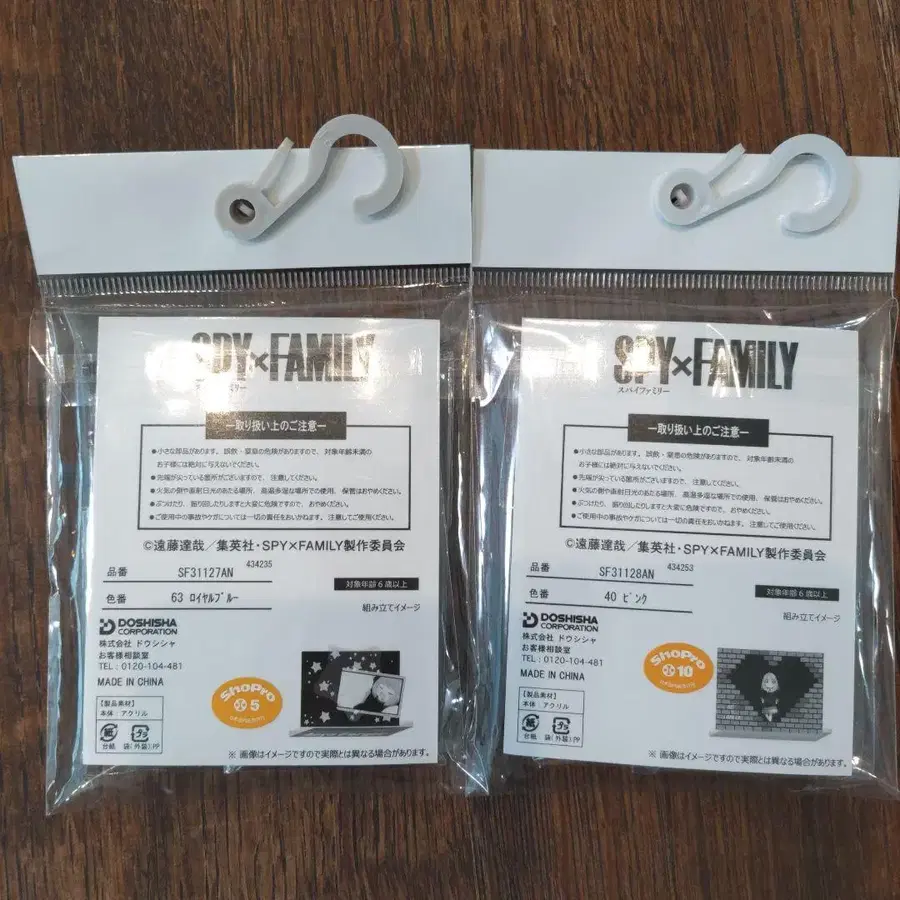 SPY×FAMILY
スパイファミリー
ー取り扱い上のご注意ー
●小さな部品があります。誤飲・窒息の危険がありますので、対象年齢未満の
お子様には絶対に与えないでください。
●先端が尖っている箇所がございますので、注意してください。
●火気の側や直射日光のあたる場所、高温多湿な場所での使用、保管はおやめください。
●ぶつけたり、振り回したりしますと大変に危険ですので、おやめください。
●ご使用中の事故やケガについては一切の責任をおいかねます。注意してご使用ください。
©遠藤達哉／集英社・SPY×FAMILY製作委員会
434235
品番 SF31127AN
色番 63 ロイヤルブルー
対象年齢6歳以上
組み立てイメージ
DOSHISHA
CORPORATION
株式会社 ドウシシャ
お客様相談室
TEL：0120-104-481
MADE IN CHINA
【製品素材】
本体：アクリル
紙 プラ
台紙 袋(外装):PP
ShoPro
5
※ 画像はイメージですので実際とは異なる場合があります。
SPY×FAMILY
スパイファミリー
ー取り扱い上のご注意ー
●小さな部品があります。誤飲・窒息の危険がありますので、対象年齢未満の
お子様には絶対に与えないでください。
●先端が尖っている箇所がございますので、注意してください。
●火気の側や直射日光のあたる場所、高温多湿な場所での使用、保管はおやめください。
●ぶつけたり、振り回したりしますと大変に危険ですので、おやめください。
●ご使用中の事故やケガについては一切の責任をおいかねます。注意してご使用ください。
©遠藤達哉／集英社・SPY×FAMILY製作委員会
434253
品番 SF31128AN
色番 40 ピンク
対象年齢6歳以上
組み立てイメージ
DOSHISHA
CORPORATION
株式会社 ドウシシャ
お客様相談室
TEL：0120-104-481
MADE IN CHINA
【製品素材】
本体：アクリル
紙 プラ
台紙 袋(外装):PP
ShoPro
10
※ 画像はイメージですので実際とは異なる場合があります。